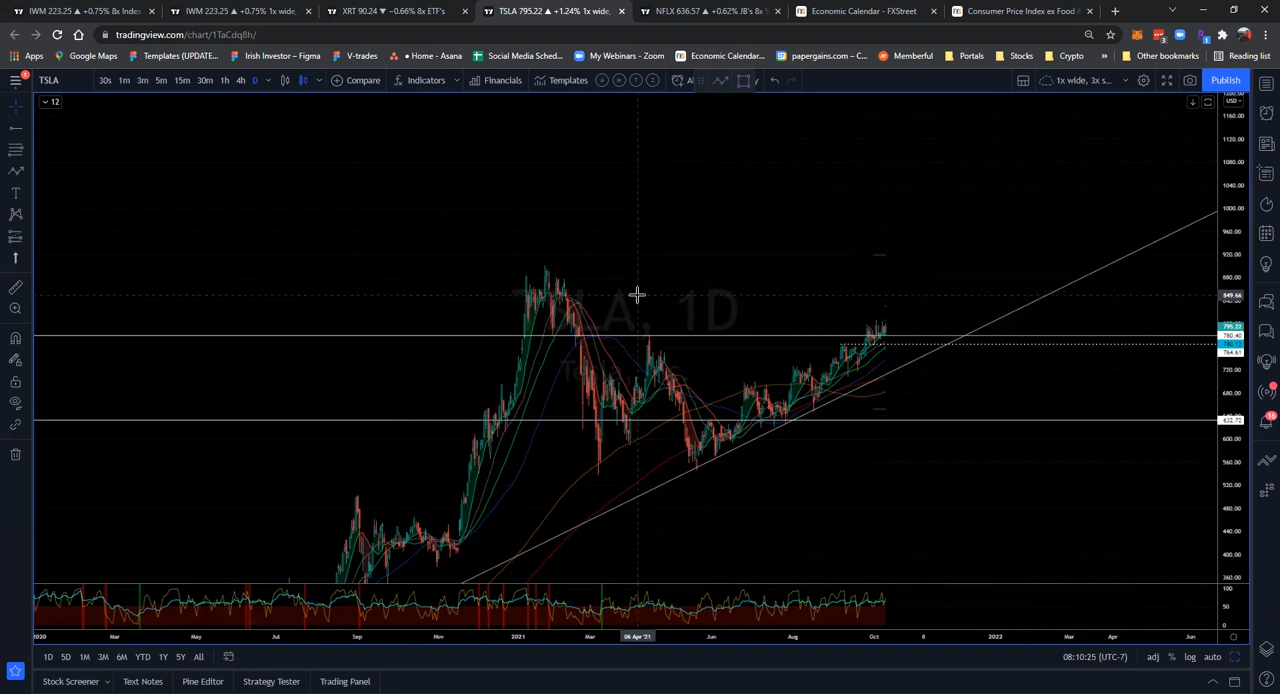 IWM 223.25 ▲ +0.75% 8x Index
IWM 223.25 ▲ +0.75% 1x wide,
XRT 90.24 ▼ −0.66% 8x ETF's
TSLA 795.22 ▲ +1.24% 1x wide,
NFLX 636.57 ▲ +0.62% JB's 8x S
Economic Calendar - FXStreet
Consumer Price Index ex Food &
tradingview.com/chart/1TaCdq8h/
Apps
Google Maps
Templates (UPDATE...
Irish Investor – Figma
V-trades
Home - Asana
Social Media Sched...
My Webinars - Zoom
Economic Calendar...
papergains.com – C...
Memberful
Portals
Stocks
Crypto
Other bookmarks
Reading list
TSLA
30s 1m 3m 5m 15m 30m 1h 4h D
Compare
Indicators
Financials
Templates
1x wide, 3x s...
Publish
12
USD
1160.00
1120.00
1080.00
1040.00
1000.00
960.00
920.00
880.00
849.66
795.22
780.40
764.61
720.00
680.00
632.72
600.00
560.00
520.00
480.00
440.00
400.00
360.00
TSLA, 1D
100
50
0
2020 Mar May Jul Sep Nov 2021 Mar 06 Apr '21 Jun Aug Oct 8 2022 Mar Apr Jun
1D 5D 1M 3M 6M YTD 1Y 5Y All
08:10:25 (UTC-7)
adj % log auto
Stock Screener
Text Notes
Pine Editor
Strategy Tester
Trading Panel